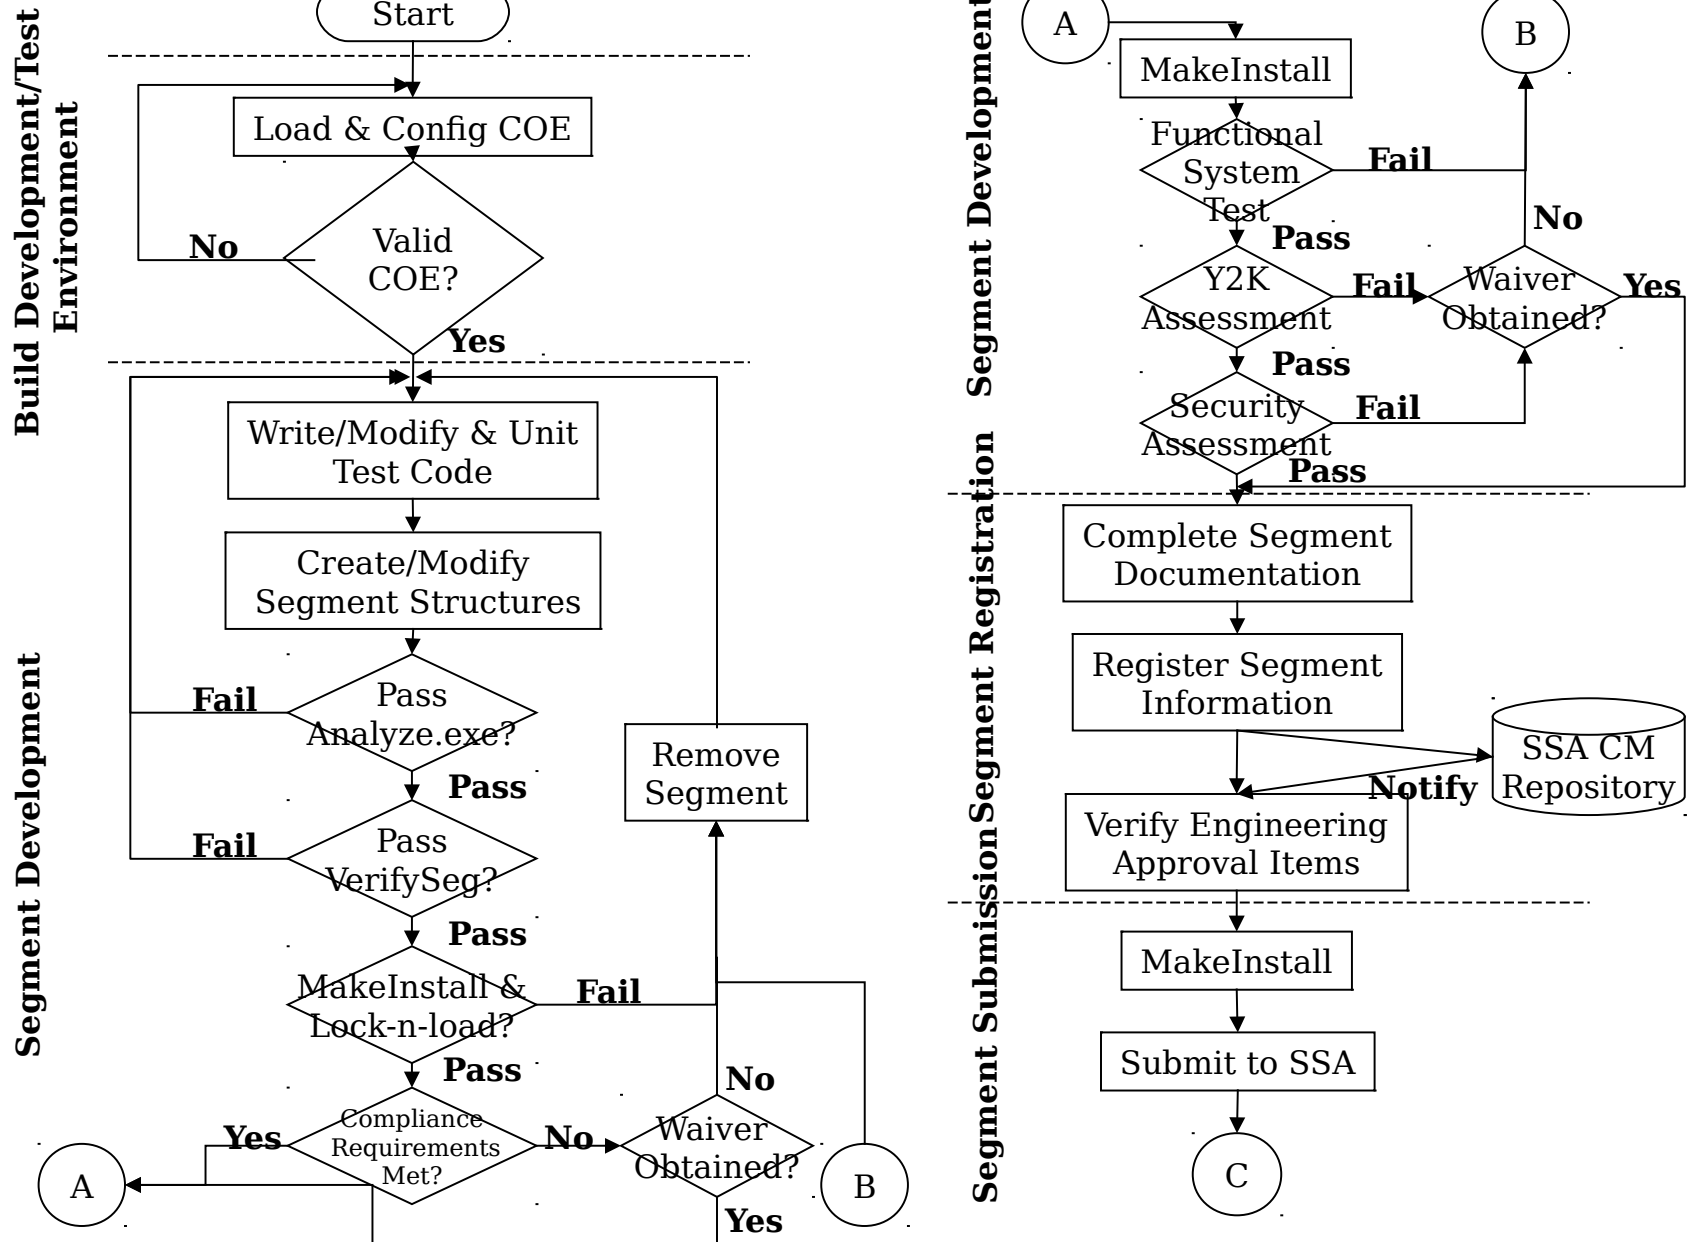 Start
Build Development/Test
Environment
Load & Config COE
Valid
COE?
No
Yes
Segment Development
Write/Modify & Unit
Test Code
Create/Modify
Segment Structures
Pass
Analyze.exe?
Fail
Pass
Pass
VerifySeg?
Fail
Pass
Remove
Segment
MakeInstall &
Lock-n-load?
Fail
Pass
Compliance
Requirements
Met?
Yes
No
Waiver
Obtained?
No
Yes
A
B
Segment Development
A
B
MakeInstall
Functional
System
Test
Fail
Pass
Y2K
Assessment
Fail
Waiver
Obtained?
No
Yes
Pass
Security
Assessment
Fail
Pass
Segment Registration
Complete Segment
Documentation
Register Segment
Information
SSA CM
Repository
Notify
Verify Engineering
Approval Items
Segment Submission
MakeInstall
Submit to SSA
C